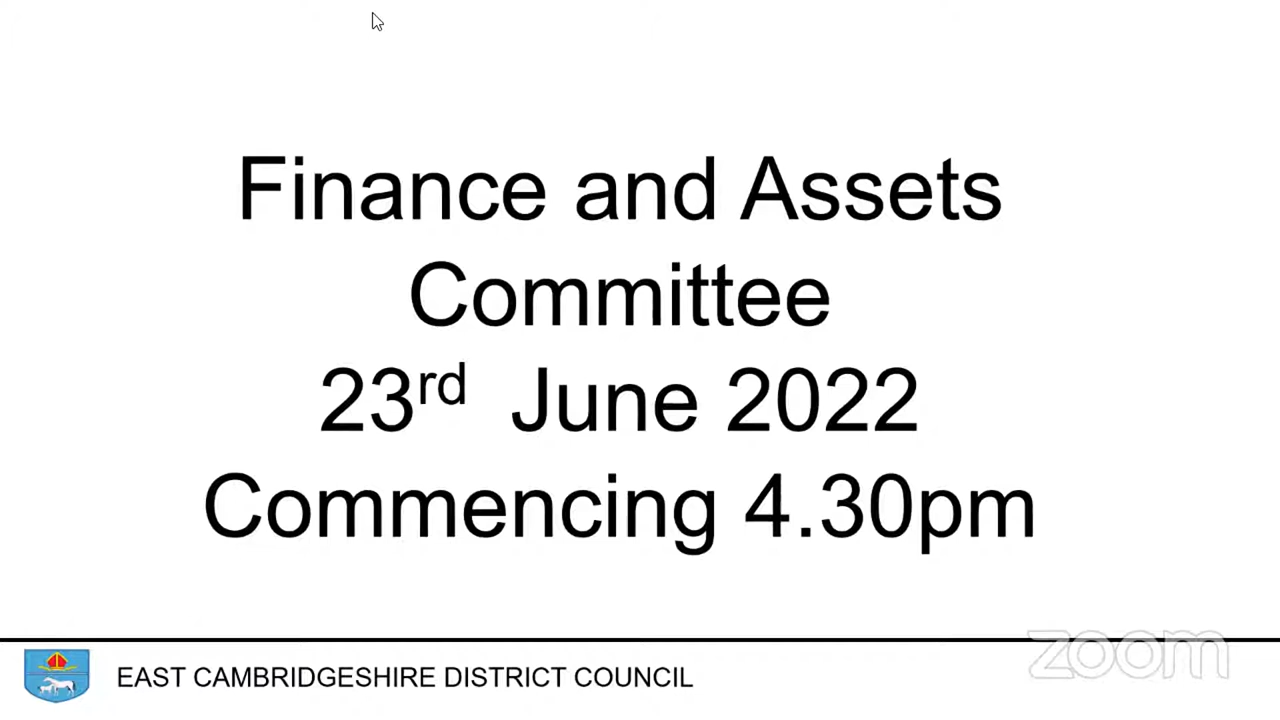 Finance and Assets
Committee
23rd June 2022
Commencing 4.30pm
EAST CAMBRIDGESHIRE DISTRICT COUNCIL
zoom